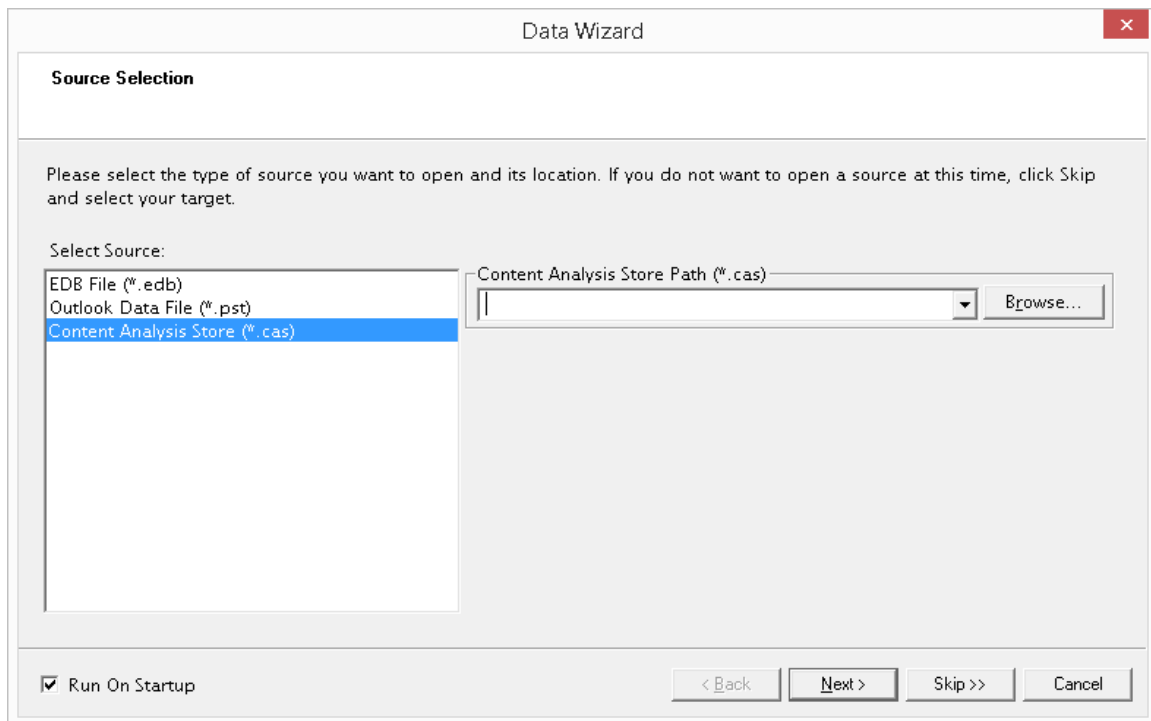 Data Wizard
Source Selection
Please select the type of source you want to open and its location. If you do not want to open a source at this time, click Skip
and select your target.
Select Source:
EDB File (*.edb)
Outlook Data File (*.pst)
Content Analysis Store (*.cas)
Content Analysis Store Path (*.cas)
Browse...
Run On Startup
< Back
Next >
Skip >>
Cancel